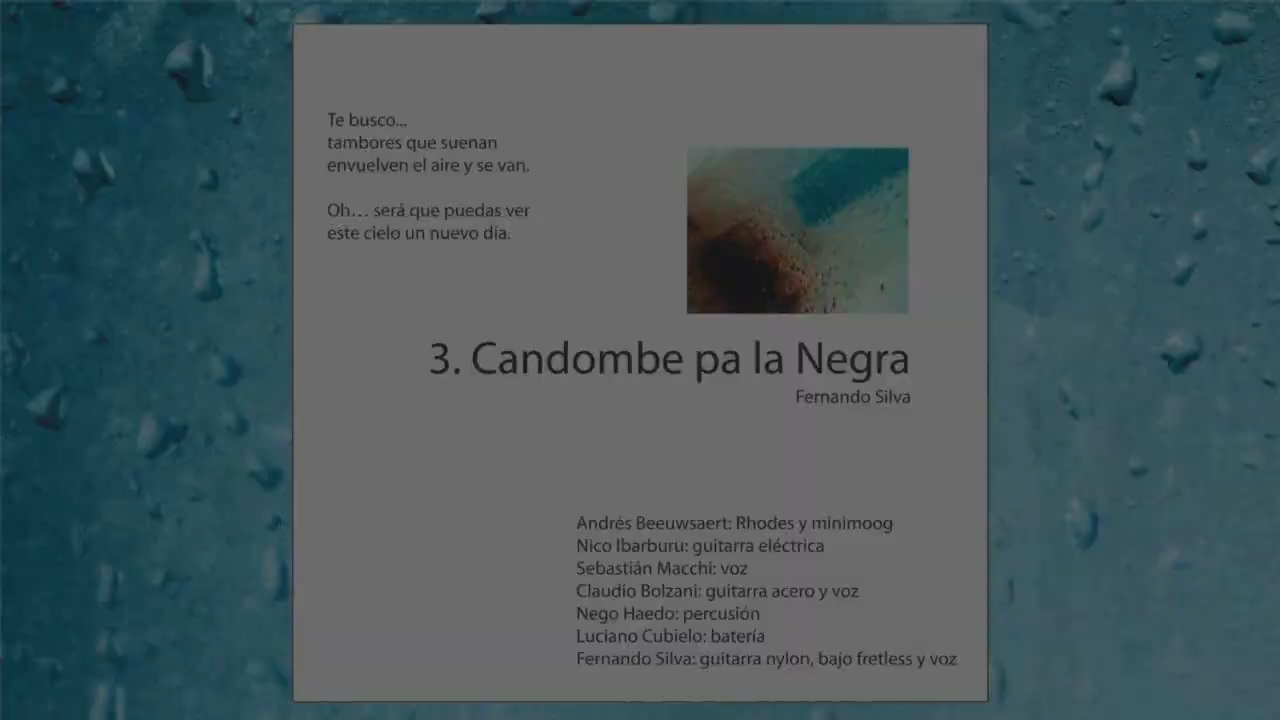 Te busco...
tambores que suenan
envuelven el aire y se van.
Oh... será que puedas ver
este cielo un nuevo día.
3. Candombe pa la Negra
Fernando Silva
Andrés Beeuwsaert: Rhodes y minimoog
Nico Ibarburu: guitarra eléctrica
Sebastián Macchi: voz
Claudio Bolzani: guitarra acero y voz
Nego Haedo: percusión
Luciano Cubielo: batería
Fernando Silva: guitarra nylon, bajo fretless y voz